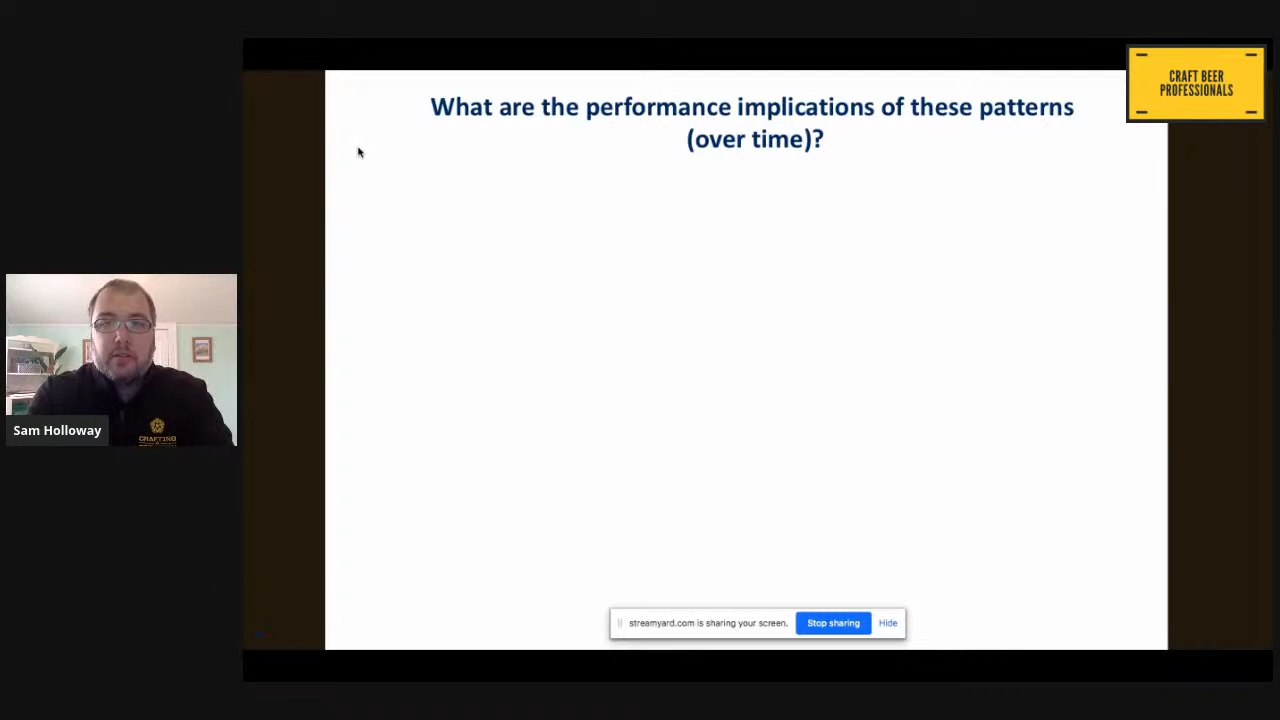 What are the performance implications of these patterns
(over time)?
CRAFT BEER
PROFESSIONALS
Sam Holloway
CRAFTING
streamyard.com is sharing your screen.
Stop sharing
Hide